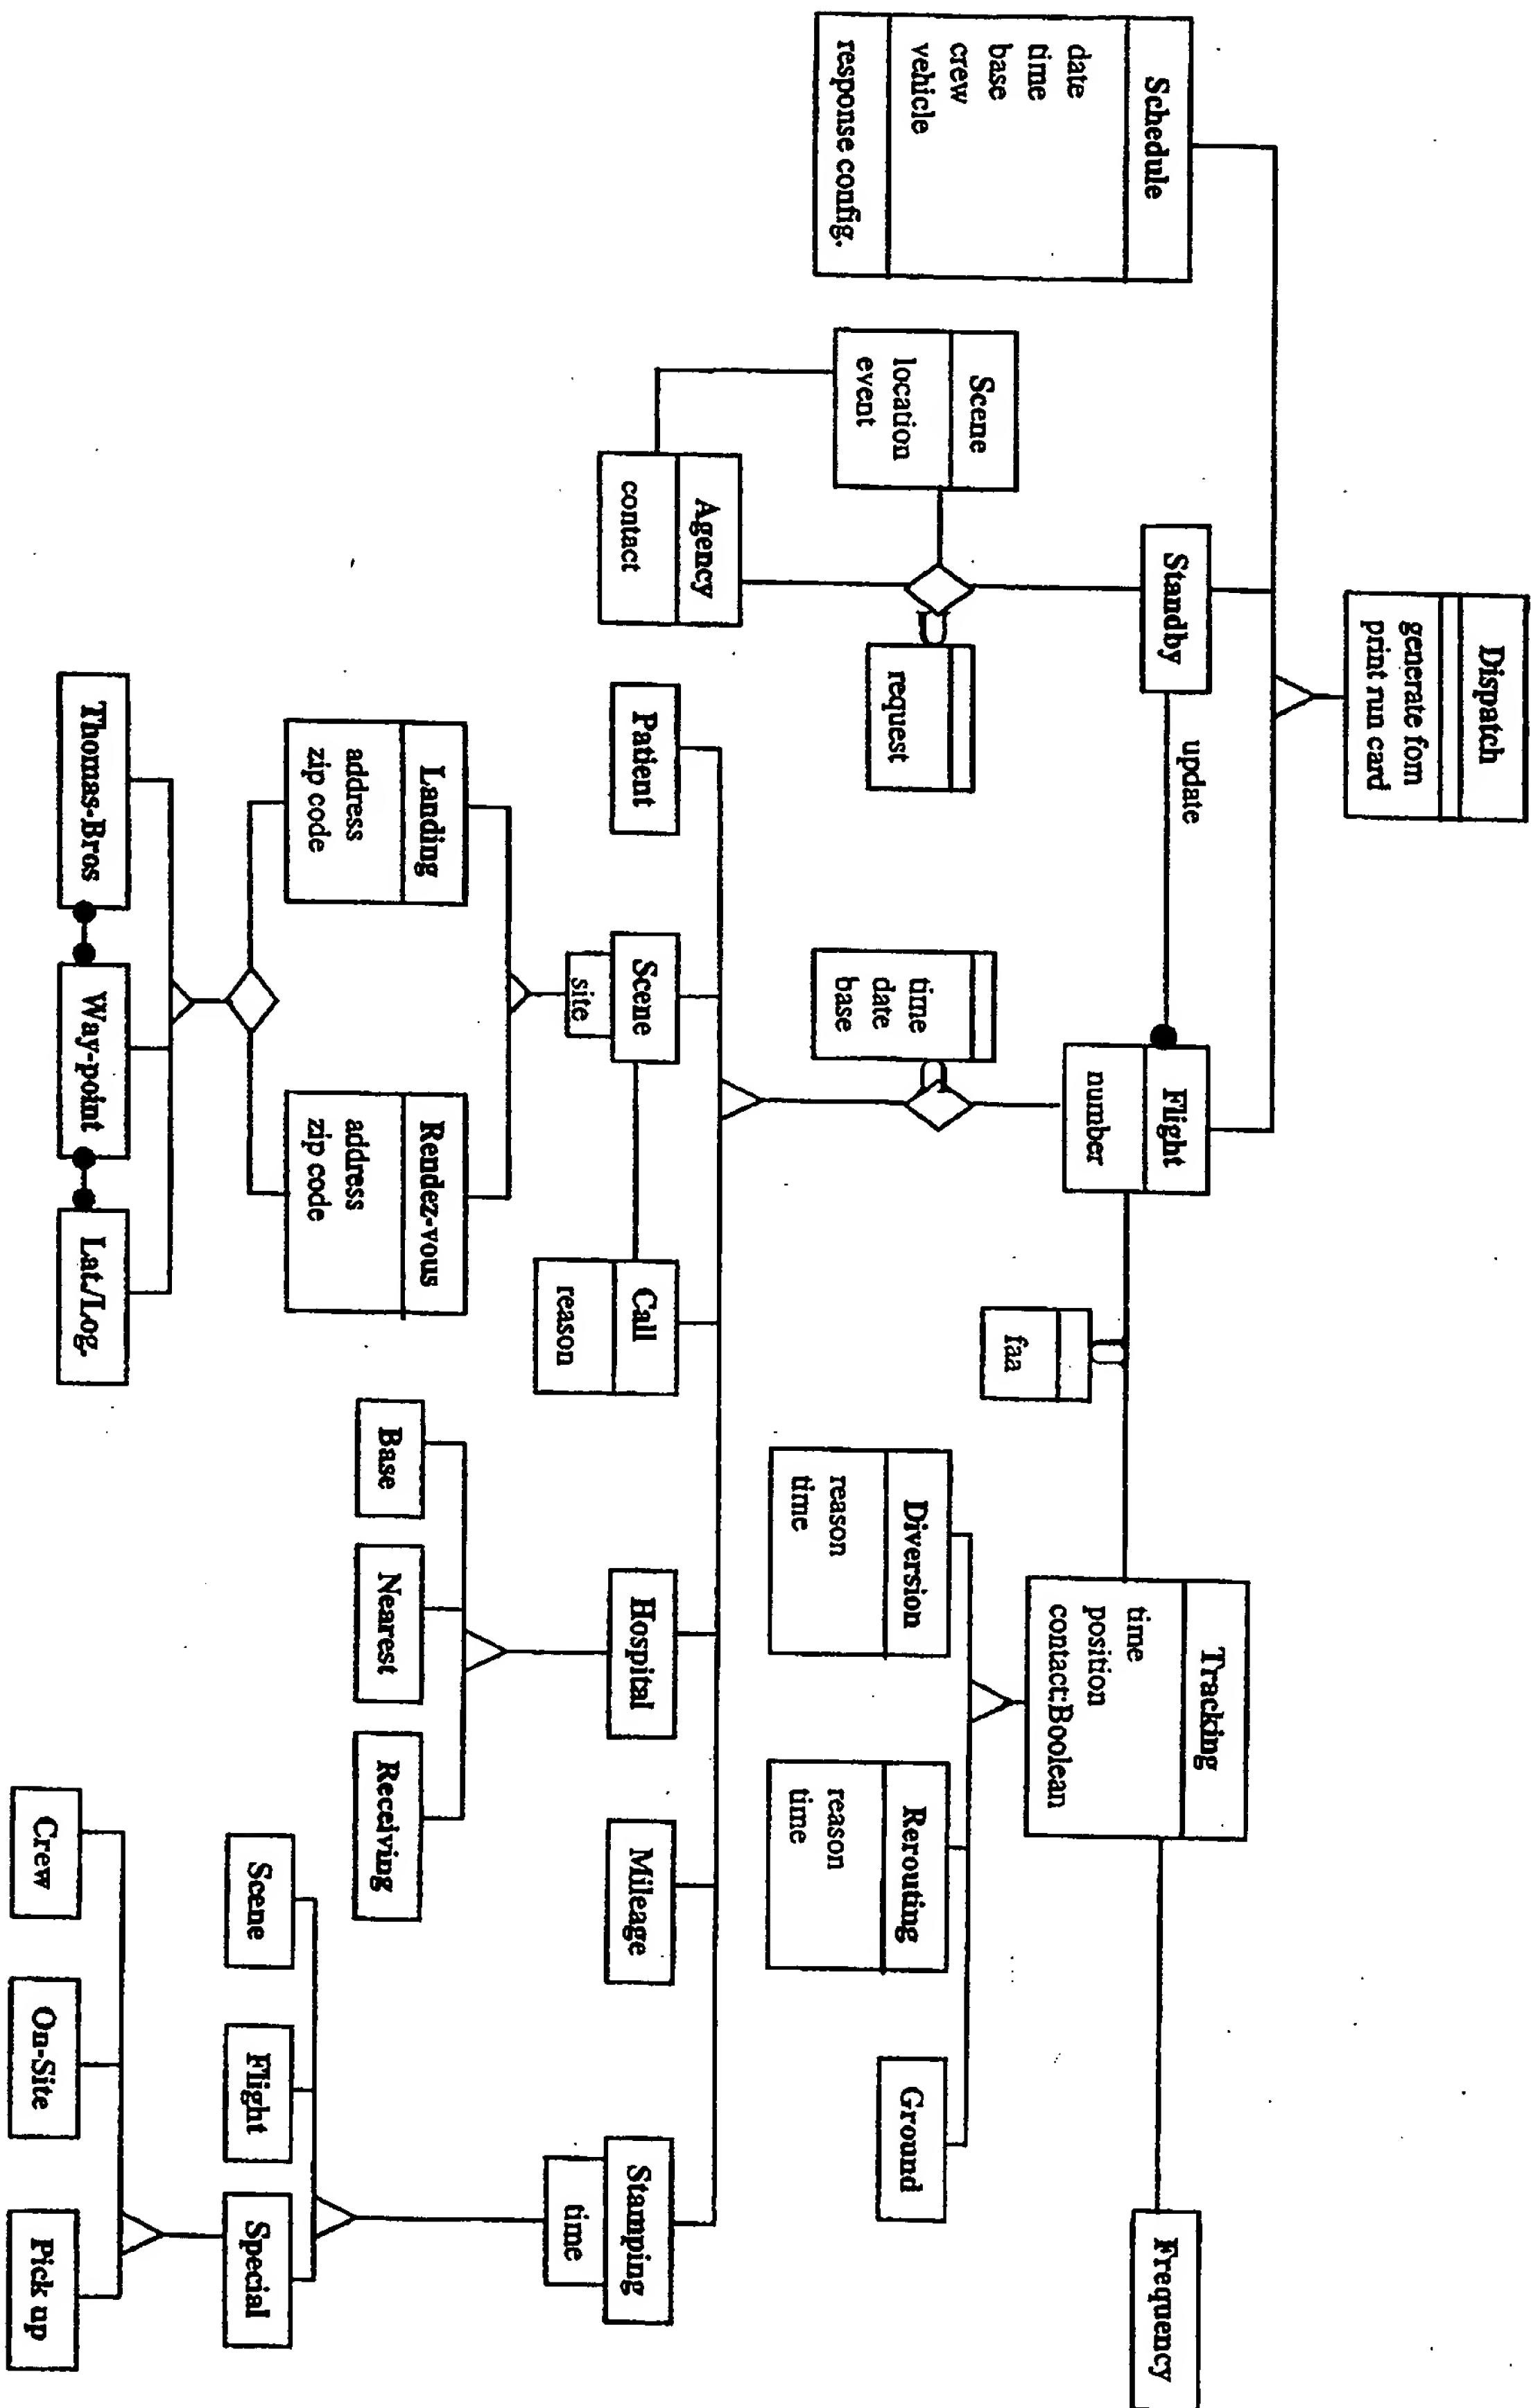 Dispatch
generate fom
print run card
Schedule
date
time
base
crew
vehicle
response config.
Standby
update
Flight
number
Tracking
time
position
contact:Boolean
Frequency
Scene
location
event
request
Agency
contact
time
date
base
faa
Diversion
reason
time
Rerouting
reason
time
Ground
Patient
Scene
site
Call
reason
Hospital
Mileage
Stamping
time
Landing
address
zip code
Rendez-vous
address
zip code
Base
Nearest
Receiving
Scene
Flight
Special
Thomas-Bros
Way-point
Lat./Log.
Crew
On-Site
Pick up